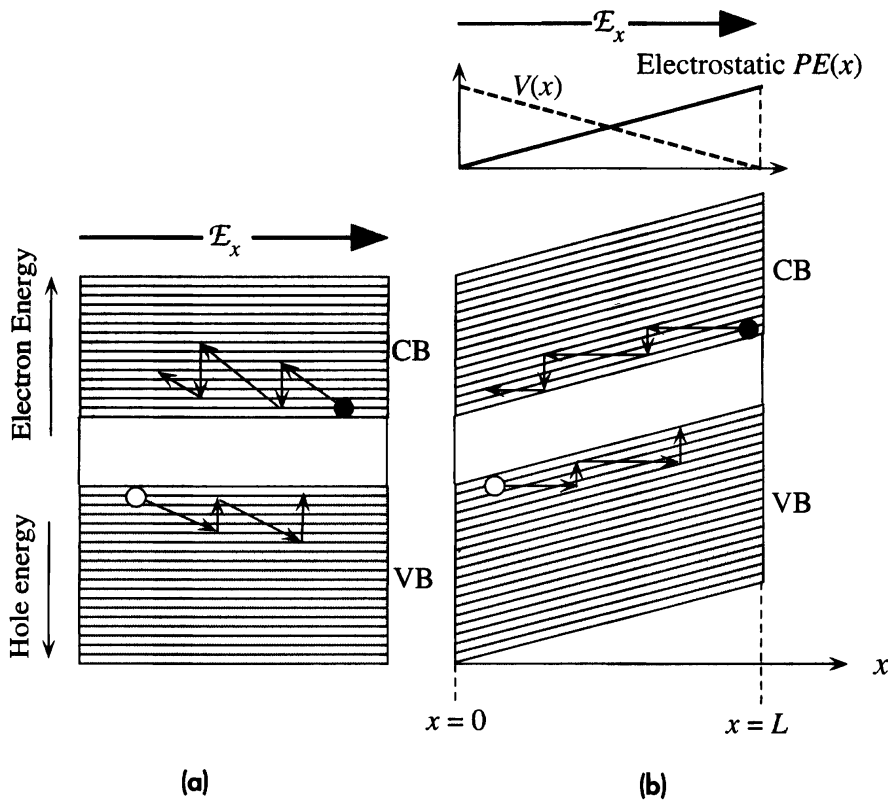 ℰx
Electrostatic PE(x)
V(x)
ℰx
Electron Energy
CB
Hole energy
VB
CB
VB
x
x = 0
x = L
(a)
(b)